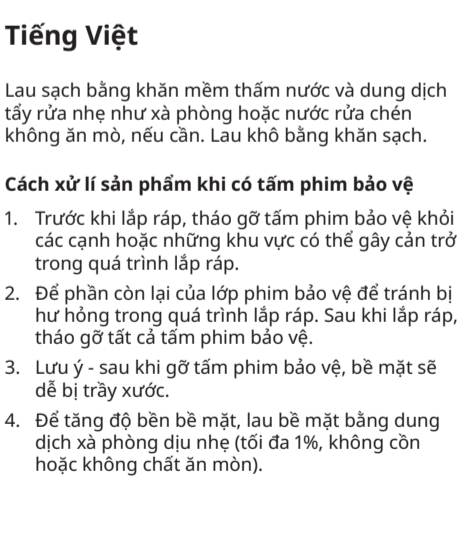 Tiếng Việt
Lau sạch bằng khăn mềm thấm nước và dung dịch
tẩy rửa nhẹ như xà phòng hoặc nước rửa chén
không ăn mò, nếu cần. Lau khô bằng khăn sạch.
Cách xử lí sản phẩm khi có tấm phim bảo vệ
1. Trước khi lắp ráp, tháo gỡ tấm phim bảo vệ khỏi
các cạnh hoặc những khu vực có thể gây cản trở
trong quá trình lắp ráp.
2. Để phần còn lại của lớp phim bảo vệ để tránh bị
hư hỏng trong quá trình lắp ráp. Sau khi lắp ráp,
tháo gỡ tất cả tấm phim bảo vệ.
3. Lưu ý - sau khi gỡ tấm phim bảo vệ, bề mặt sẽ
dễ bị trầy xước.
4. Để tăng độ bền bề mặt, lau bề mặt bằng dung
dịch xà phòng dịu nhẹ (tối đa 1%, không cồn
hoặc không chất ăn mòn).